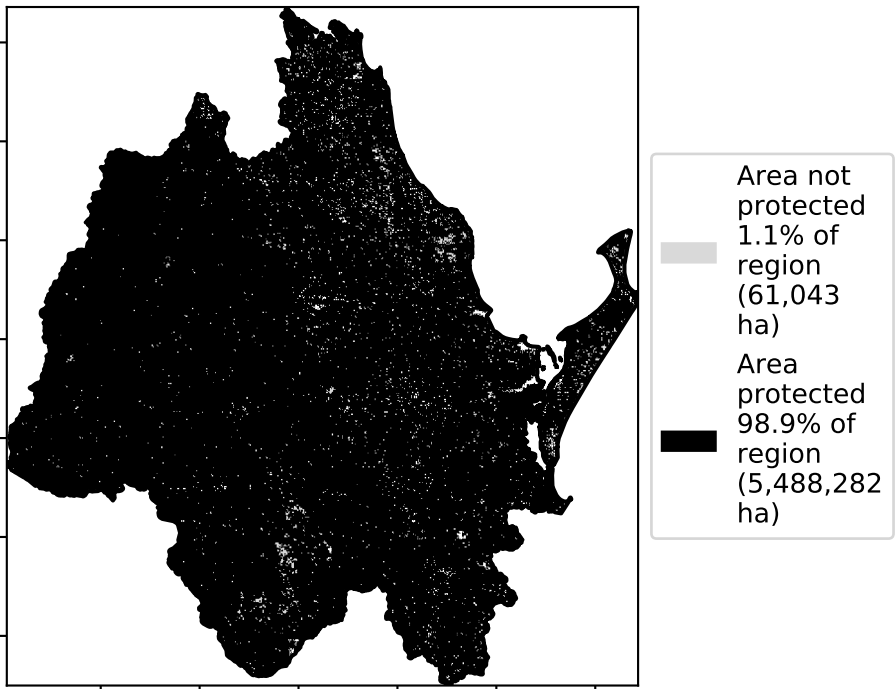 Area not
protected
1.1% of
region
(61,043
ha)
Area
protected
98.9% of
region
(5,488,282
ha)